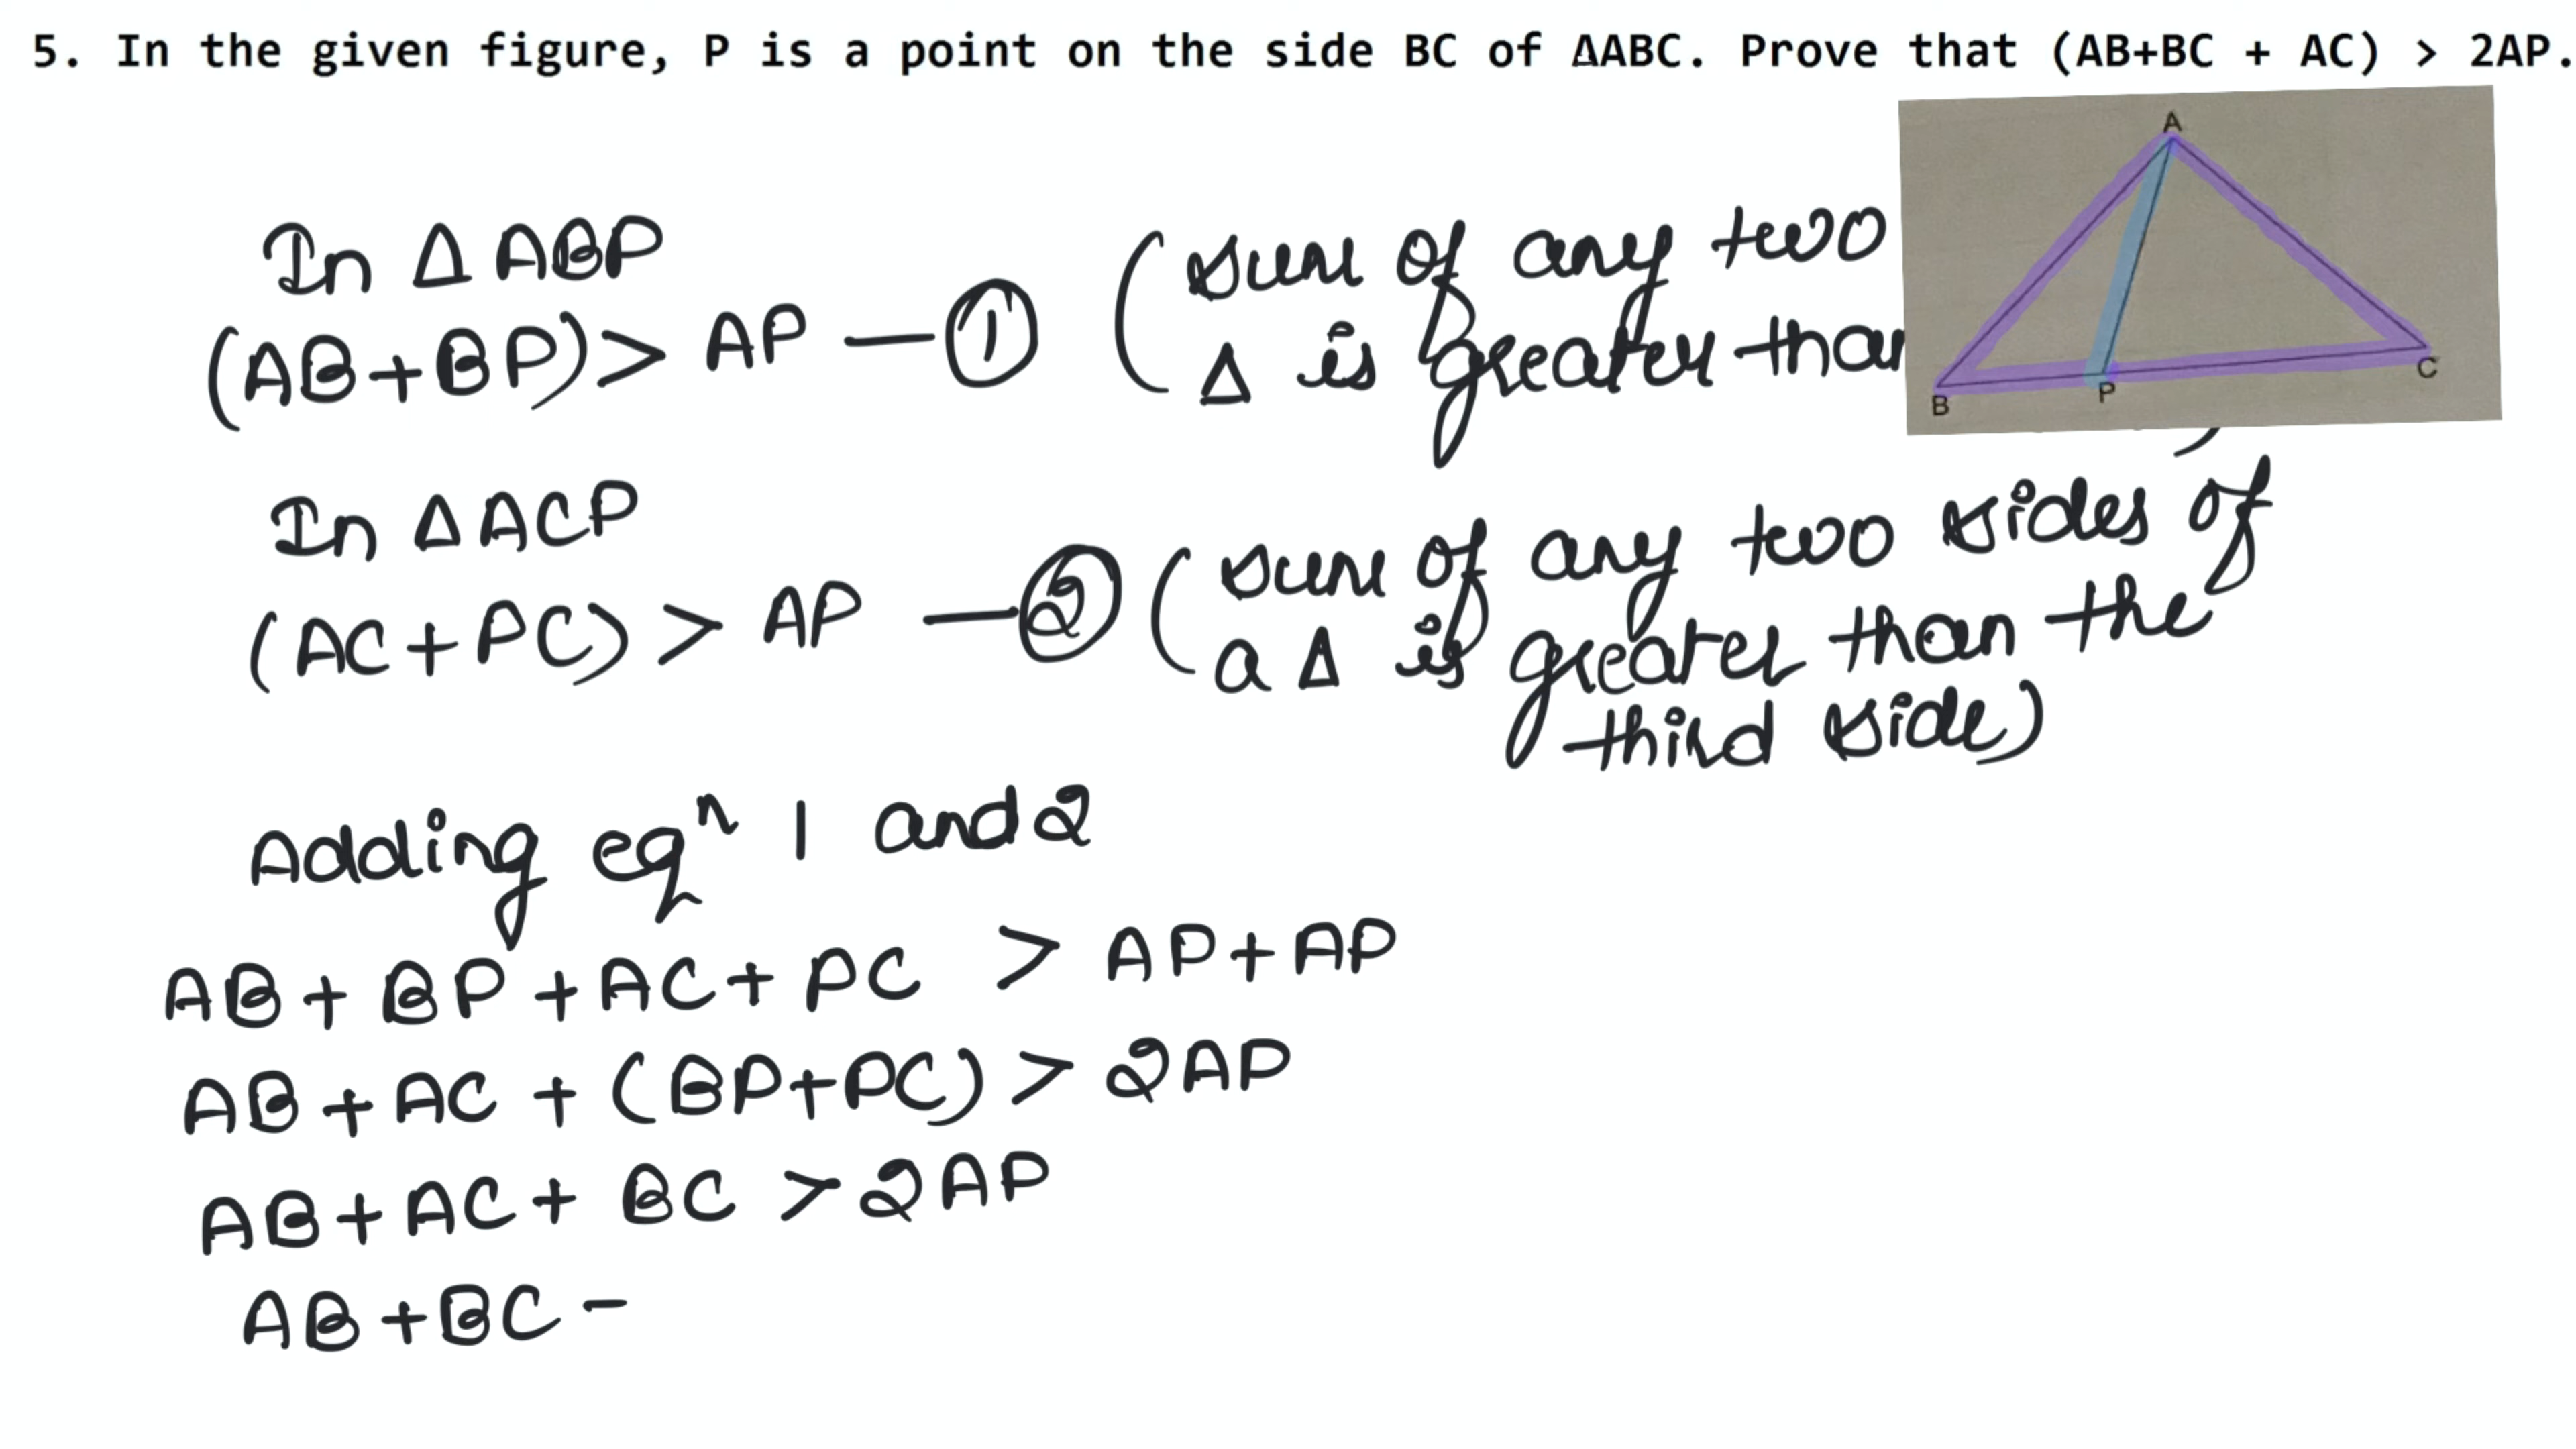 5. In the given figure, P is a point on the side BC of ΔABC. Prove that (AB+BC + AC) > 2AP.
A
B
P
C
In Δ ABP
(AB+BP) > AP — ① (sum of any two
Δ is greater than
In Δ ACP
(AC+PC) > AP — ② (sum of any two sides of
a Δ is greater than the
third side)
Adding eqⁿ 1 and 2
AB + BP + AC + PC > AP + AP
AB + AC + (BP+PC) > 2AP
AB + AC + BC > 2AP
AB + BC -